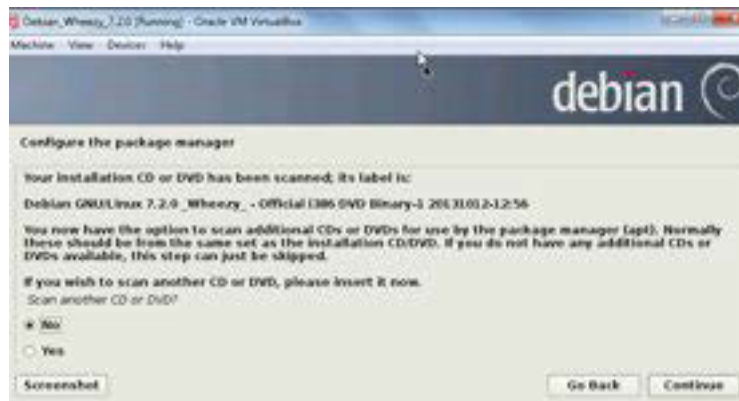 Debian_Wheezy_7.2.0 [Running] - Oracle VM VirtualBox
Machine View Devices Help
debian
Configure the package manager
Your installation CD or DVD has been scanned; its label is:
Debian GNU/Linux 7.2.0 _Wheezy_ - Official i386 DVD Binary-1 20131012-12:56
You now have the option to scan additional CDs or DVDs for use by the package manager (apt). Normally
these should be from the same set as the installation CD/DVD. If you do not have any additional CDs or
DVDs available, this step can just be skipped.
If you wish to scan another CD or DVD, please insert it now.
Scan another CD or DVD?
No
Yes
Screenshot
Go Back
Continue